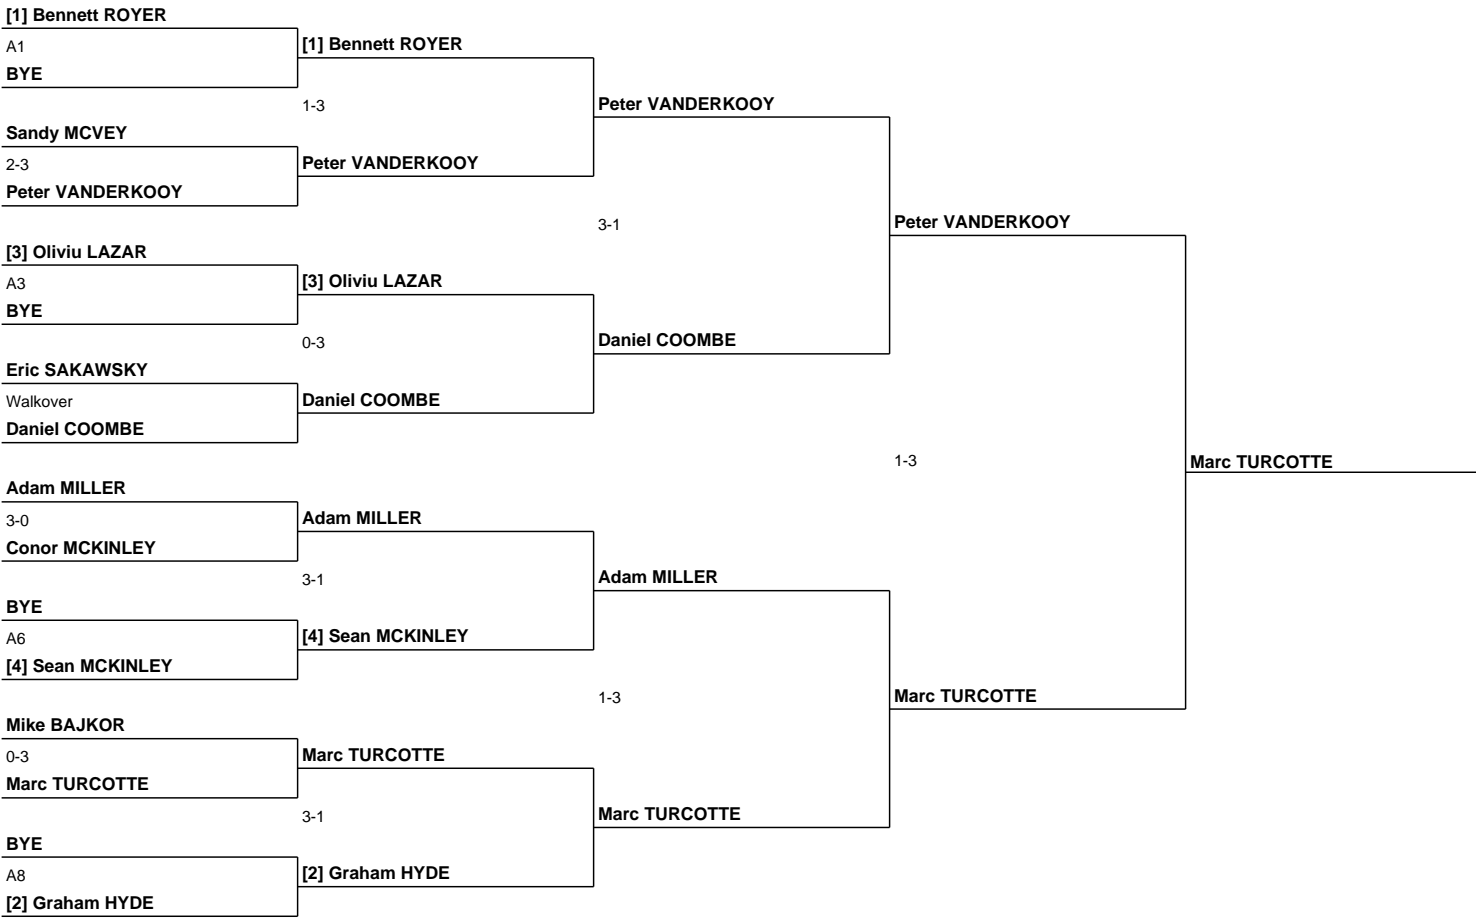 [1] Bennett ROYER
A1
BYE
Sandy MCVEY
2-3
Peter VANDERKOOY
[3] Oliviu LAZAR
A3
BYE
Eric SAKAWSKY
Walkover
Daniel COOMBE
Adam MILLER
3-0
Conor MCKINLEY
BYE
A6
[4] Sean MCKINLEY
Mike BAJKOR
0-3
Marc TURCOTTE
BYE
A8
[2] Graham HYDE
[1] Bennett ROYER
1-3
Peter VANDERKOOY
[3] Oliviu LAZAR
0-3
Daniel COOMBE
Adam MILLER
3-1
[4] Sean MCKINLEY
Marc TURCOTTE
3-1
[2] Graham HYDE
Peter VANDERKOOY
3-1
Daniel COOMBE
Adam MILLER
1-3
Marc TURCOTTE
Peter VANDERKOOY
1-3
Marc TURCOTTE
Marc TURCOTTE